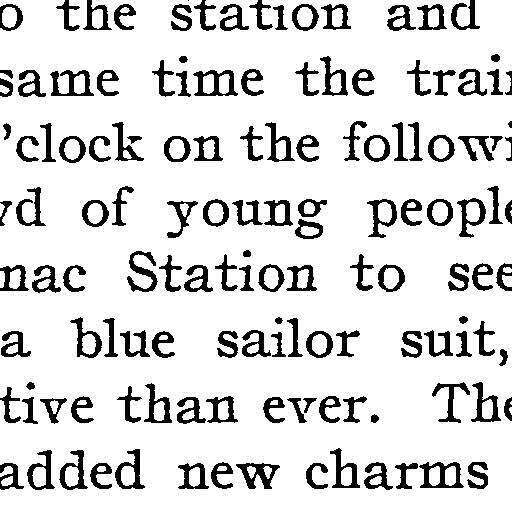 o the station and
same time the train
'clock on the followi
wd of young people
nac Station to see
a blue sailor suit,
tive than ever. The
added new charms